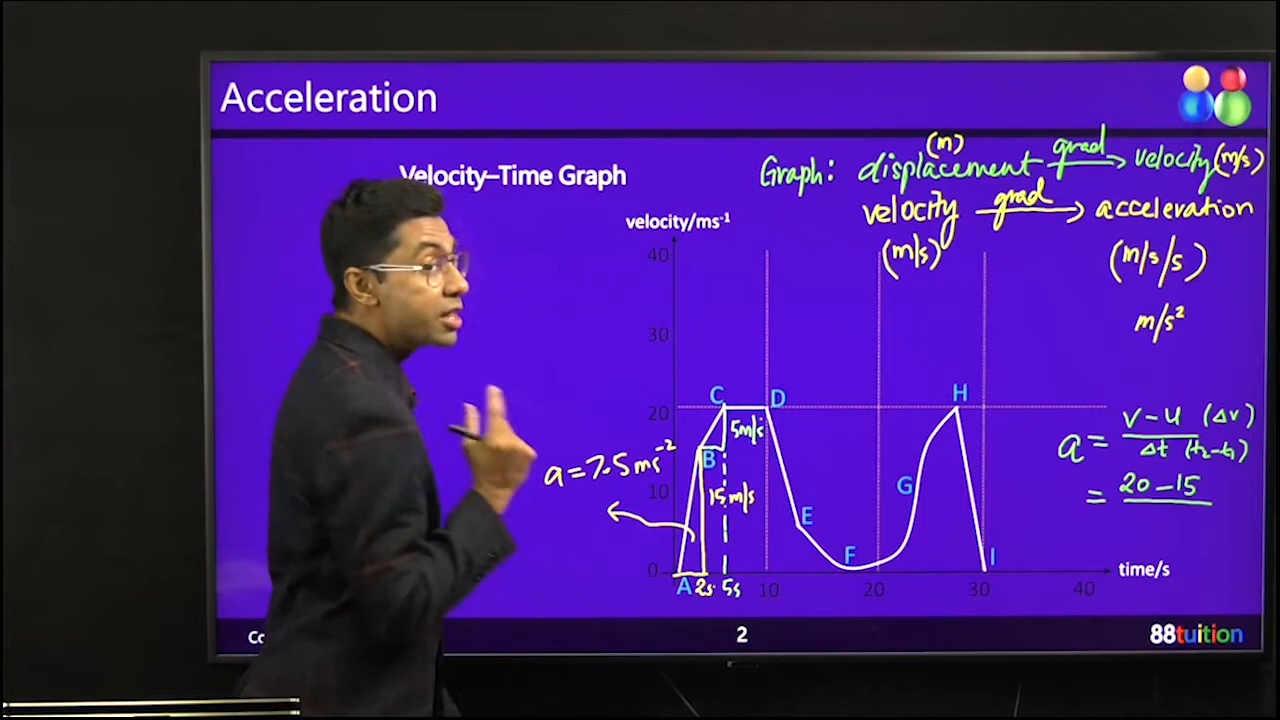 Acceleration
Velocity–Time Graph
Graph: displacement (m) grad → velocity (m/s)
velocity grad → acceleration
(m/s) (m/s/s)
m/s²
velocity/ms⁻¹
40
30
20
10
0
C D H
5m/s
B
a=7.5ms⁻²
15m/s
E
G
F
I
A 2s 5s 10 20 30 40
time/s
a = v-u (Δv)
Δt (t₂-t₁)
= 20-15
Co
2
88tuition